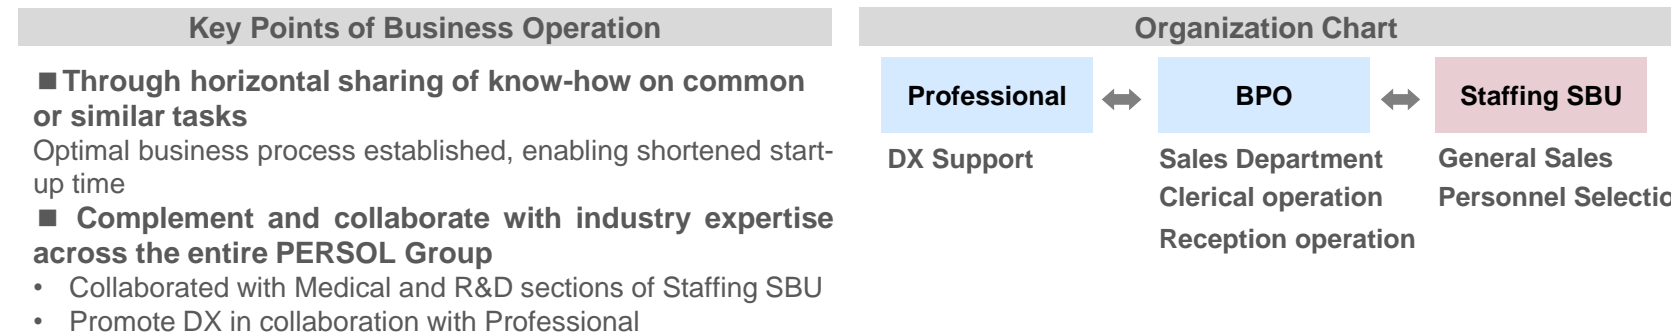 Key Points of Business Operation
■Through horizontal sharing of know-how on common
or similar tasks
Optimal business process established, enabling shortened start-
up time
■ Complement and collaborate with industry expertise
across the entire PERSOL Group
• Collaborated with Medical and R&D sections of Staffing SBU
• Promote DX in collaboration with Professional
Organization Chart
Professional
BPO
Staffing SBU
DX Support
Sales Department
General Sales
Clerical operation
Personnel Selectio
Reception operation